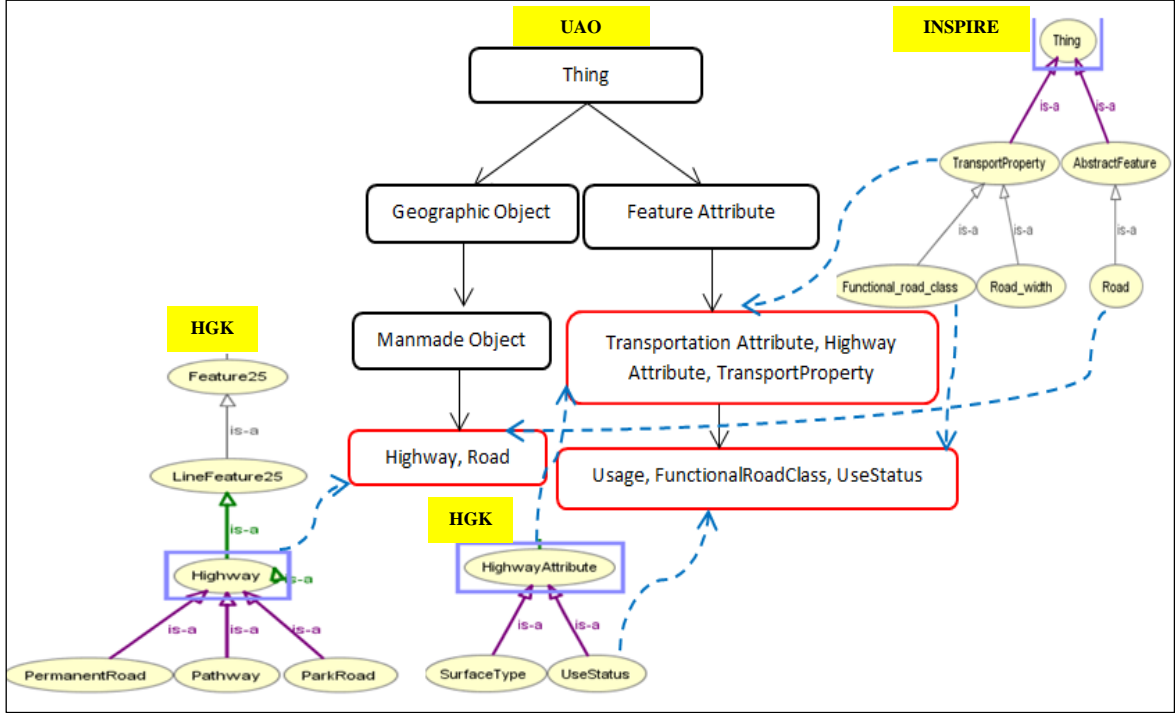 UAO
INSPIRE
Thing
Thing
is-a
is-a
TransportProperty
AbstractFeature
Geographic Object
Feature Attribute
is-a
is-a
is-a
Functional_road_class
Road_width
Road
HGK
Manmade Object
Transportation Attribute, Highway
Attribute, TransportProperty
Feature25
is-a
Highway, Road
LineFeature25
Usage, FunctionalRoadClass, UseStatus
HGK
is-a
Highway
is-a
HighwayAttribute
is-a
is-a
is-a
is-a
is-a
PermanentRoad
Pathway
ParkRoad
SurfaceType
UseStatus